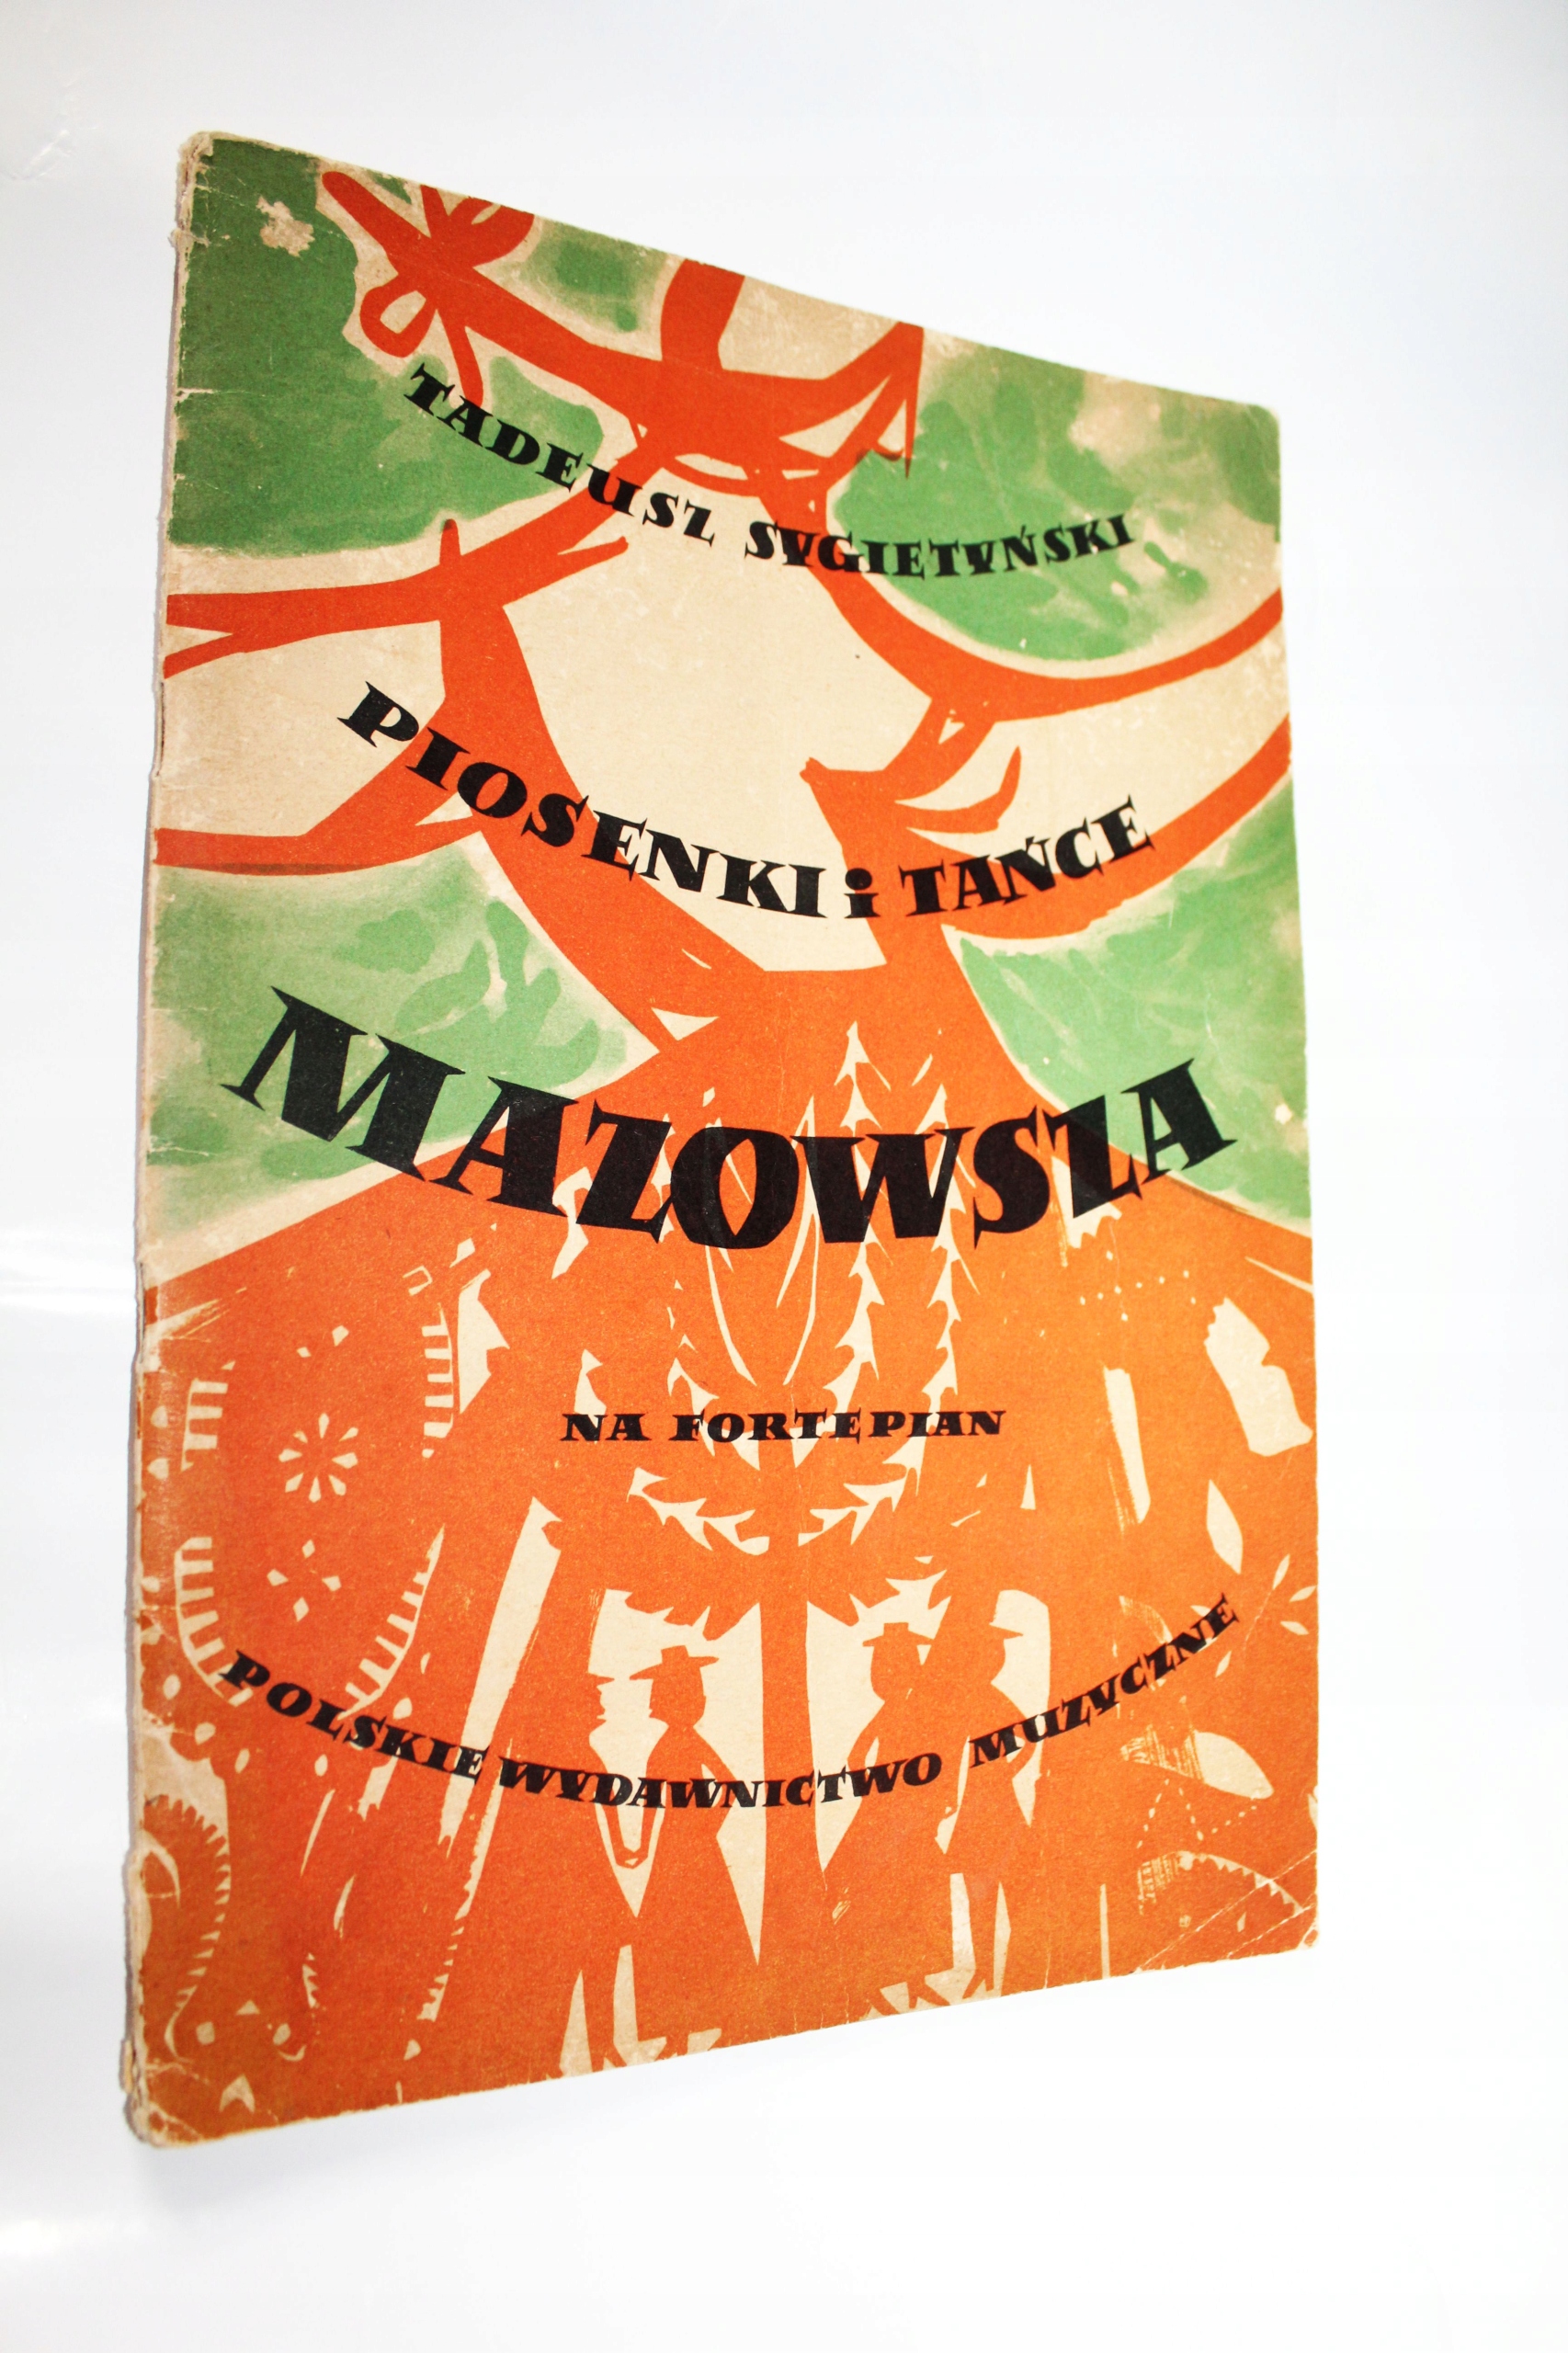 TADEUSZ SYGIETYŃSKI
PIOSENKI i TAŃCE
MAZOWSZA
NA FORTEPIAN
POLSKIE WYDAWNICTWO MUZYCZNE